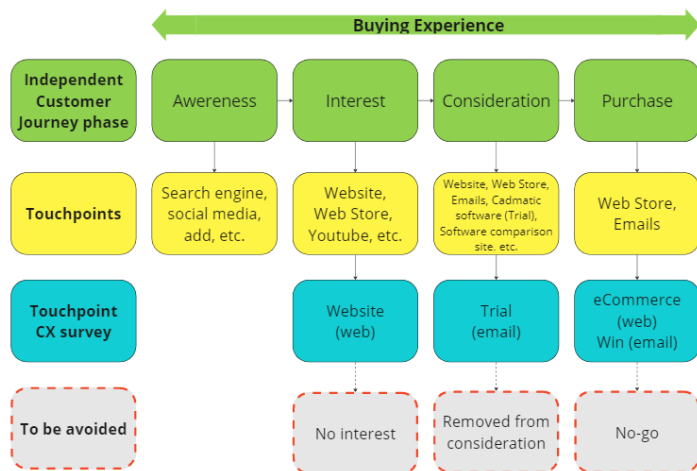 Buying Experience
Independent
Customer
Journey phase
Awereness
Interest
Consideration
Purchase
Touchpoints
Search engine,
social media,
add, etc.
Website,
Web Store,
Youtube, etc.
Website, Web Store,
Emails, Cadmatic
software (Trial),
Software comparison
site. etc.
Web Store,
Emails
Touchpoint
CX survey
Website
(web)
Trial
(email)
eCommerce
(web)
Win (email)
To be avoided
No interest
Removed from
consideration
No-go